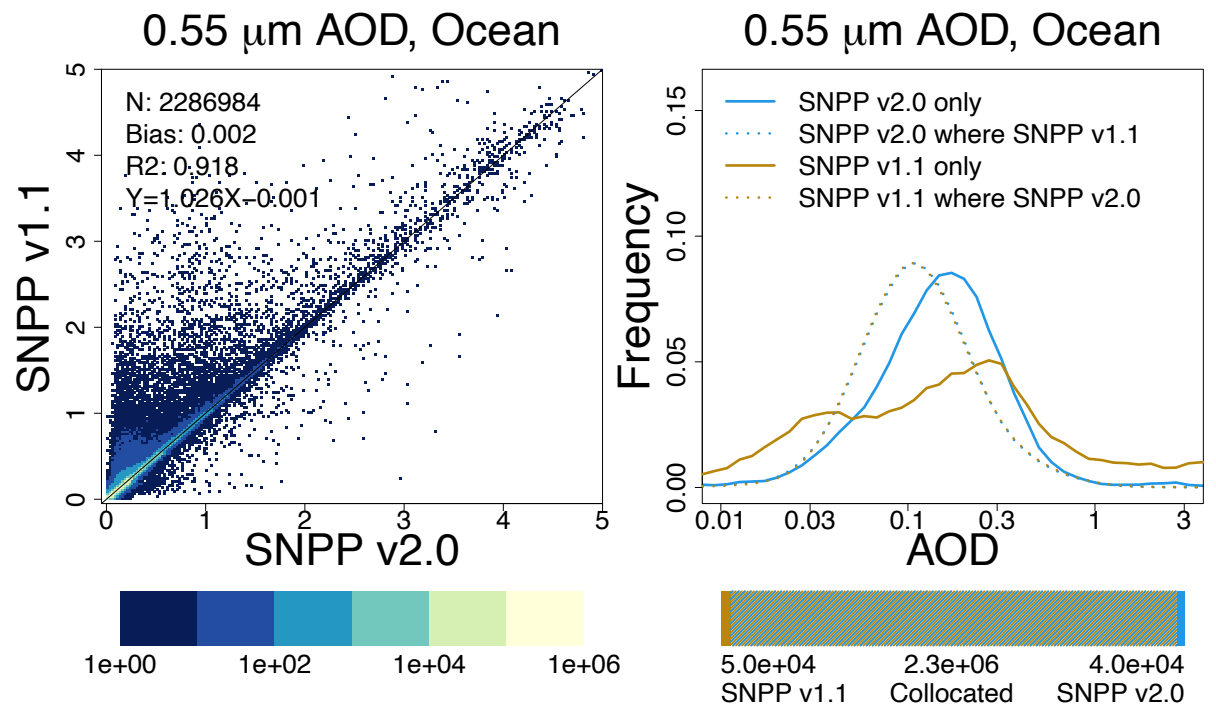 0.55 μm AOD, Ocean
N: 2286984
Bias: 0.002
R2: 0.918
Y=1.026X−0.001
SNPP v1.1
0 1 2 3 4 5
0 1 2 3 4 5
SNPP v2.0
1e+00 1e+02 1e+04 1e+06
0.55 μm AOD, Ocean
SNPP v2.0 only
SNPP v2.0 where SNPP v1.1
SNPP v1.1 only
SNPP v1.1 where SNPP v2.0
Frequency
0.00 0.05 0.10 0.15
0.01 0.03 0.1 0.3 1 3
AOD
5.0e+04 2.3e+06 4.0e+04
SNPP v1.1 Collocated SNPP v2.0